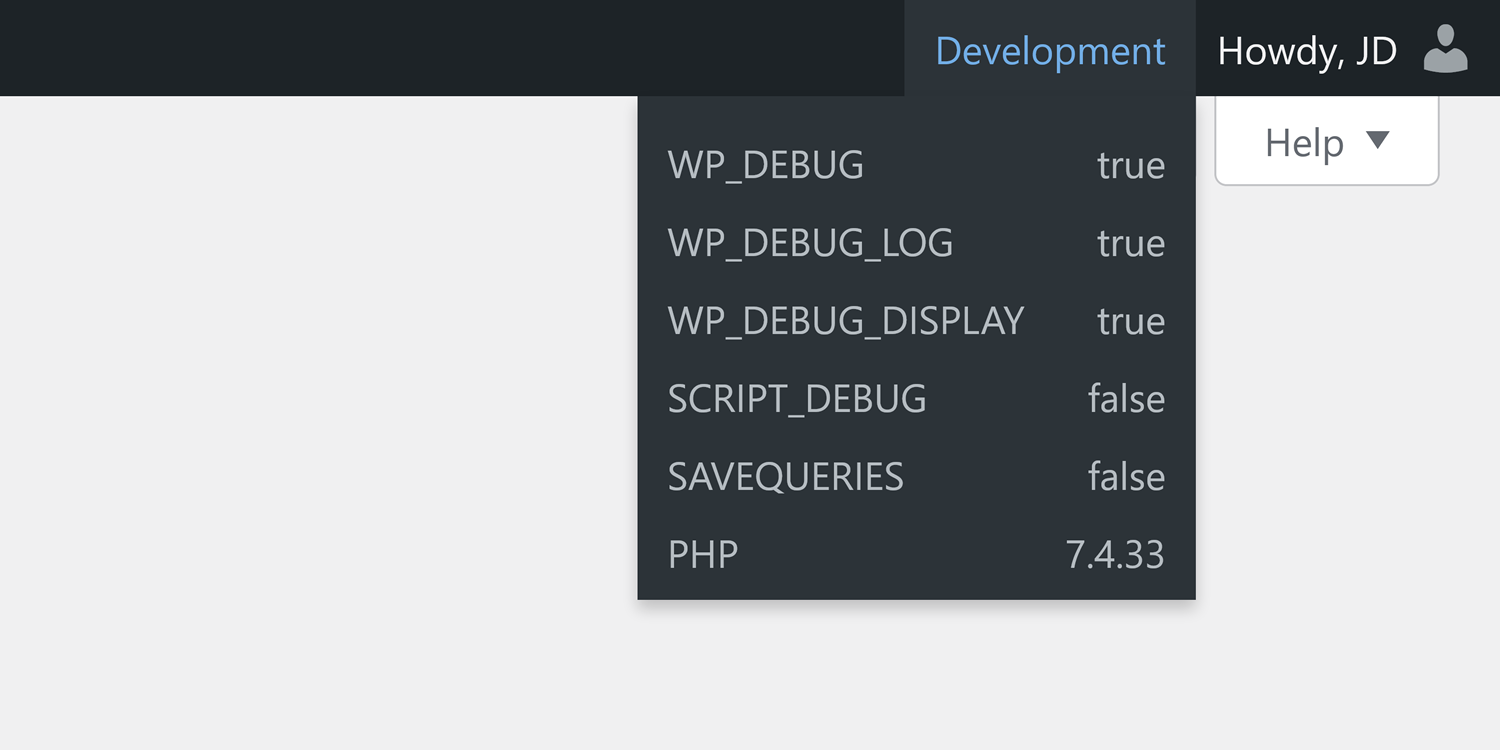 Development Howdy, JD
Help
WP_DEBUG true
WP_DEBUG_LOG true
WP_DEBUG_DISPLAY true
SCRIPT_DEBUG false
SAVEQUERIES false
PHP 7.4.33